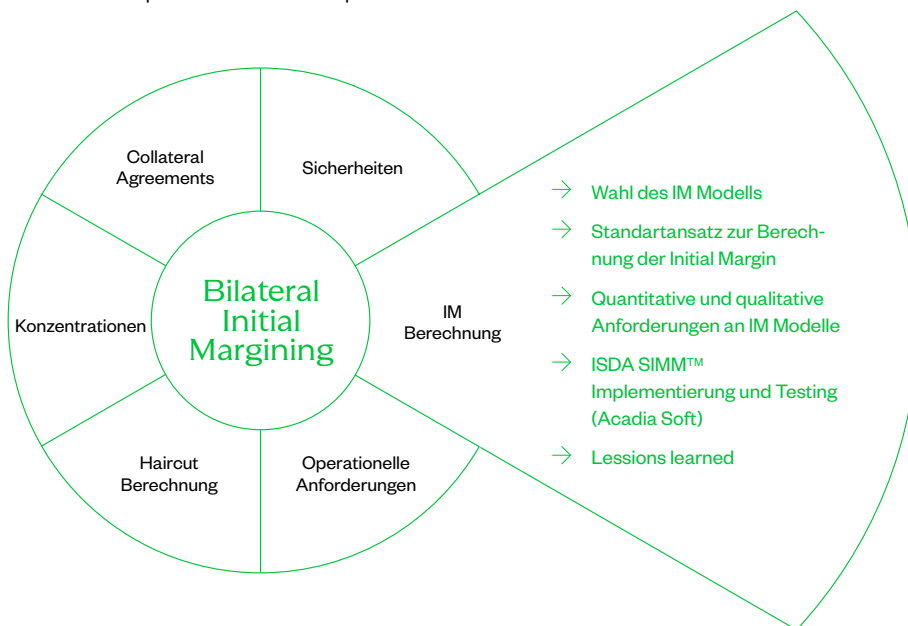 Collateral
Agreements
Sicherheiten
Konzentrationen
Bilateral
Initial
Margining
IM
Berechnung
Haircut
Berechnung
Operationelle
Anforderungen
→ Wahl des IM Modells
→ Standartansatz zur Berech-
nung der Initial Margin
→ Quantitative und qualitative
Anforderungen an IM Modelle
→ ISDA SIMM™
Implementierung und Testing
(Acadia Soft)
→ Lessions learned